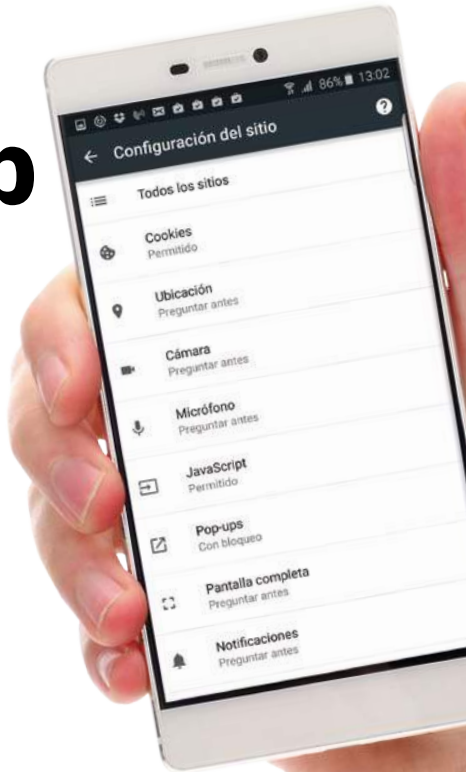 p
86% 13:02
Configuración del sitio
?
Todos los sitios
Cookies
Permitido
Ubicación
Preguntar antes
Cámara
Preguntar antes
Micrófono
Preguntar antes
JavaScript
Permitido
Pop-ups
Con bloqueo
Pantalla completa
Preguntar antes
Notificaciones
Preguntar antes